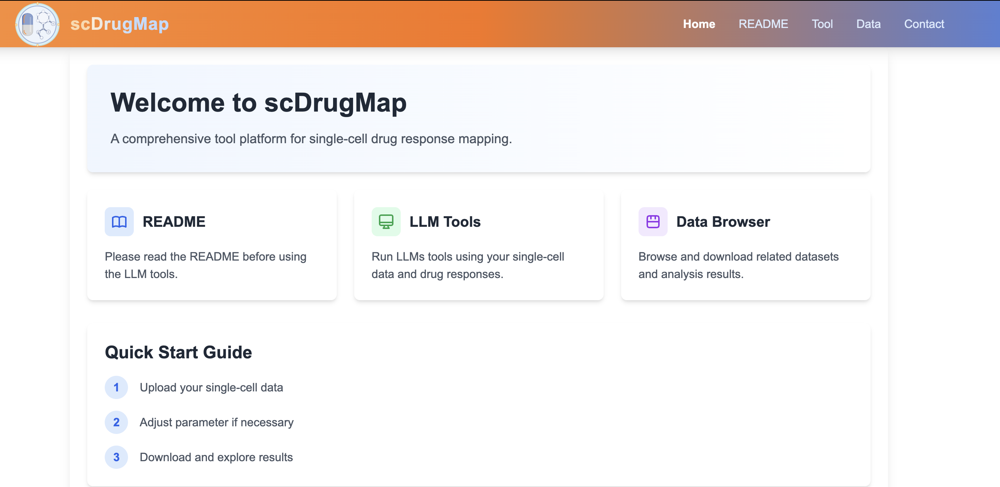 scDrugMap
Home
README
Tool
Data
Contact
Welcome to scDrugMap
A comprehensive tool platform for single-cell drug response mapping.
README
Please read the README before using
the LLM tools.
LLM Tools
Run LLMs tools using your single-cell
data and drug responses.
Data Browser
Browse and download related datasets
and analysis results.
Quick Start Guide
1 Upload your single-cell data
2 Adjust parameter if necessary
3 Download and explore results